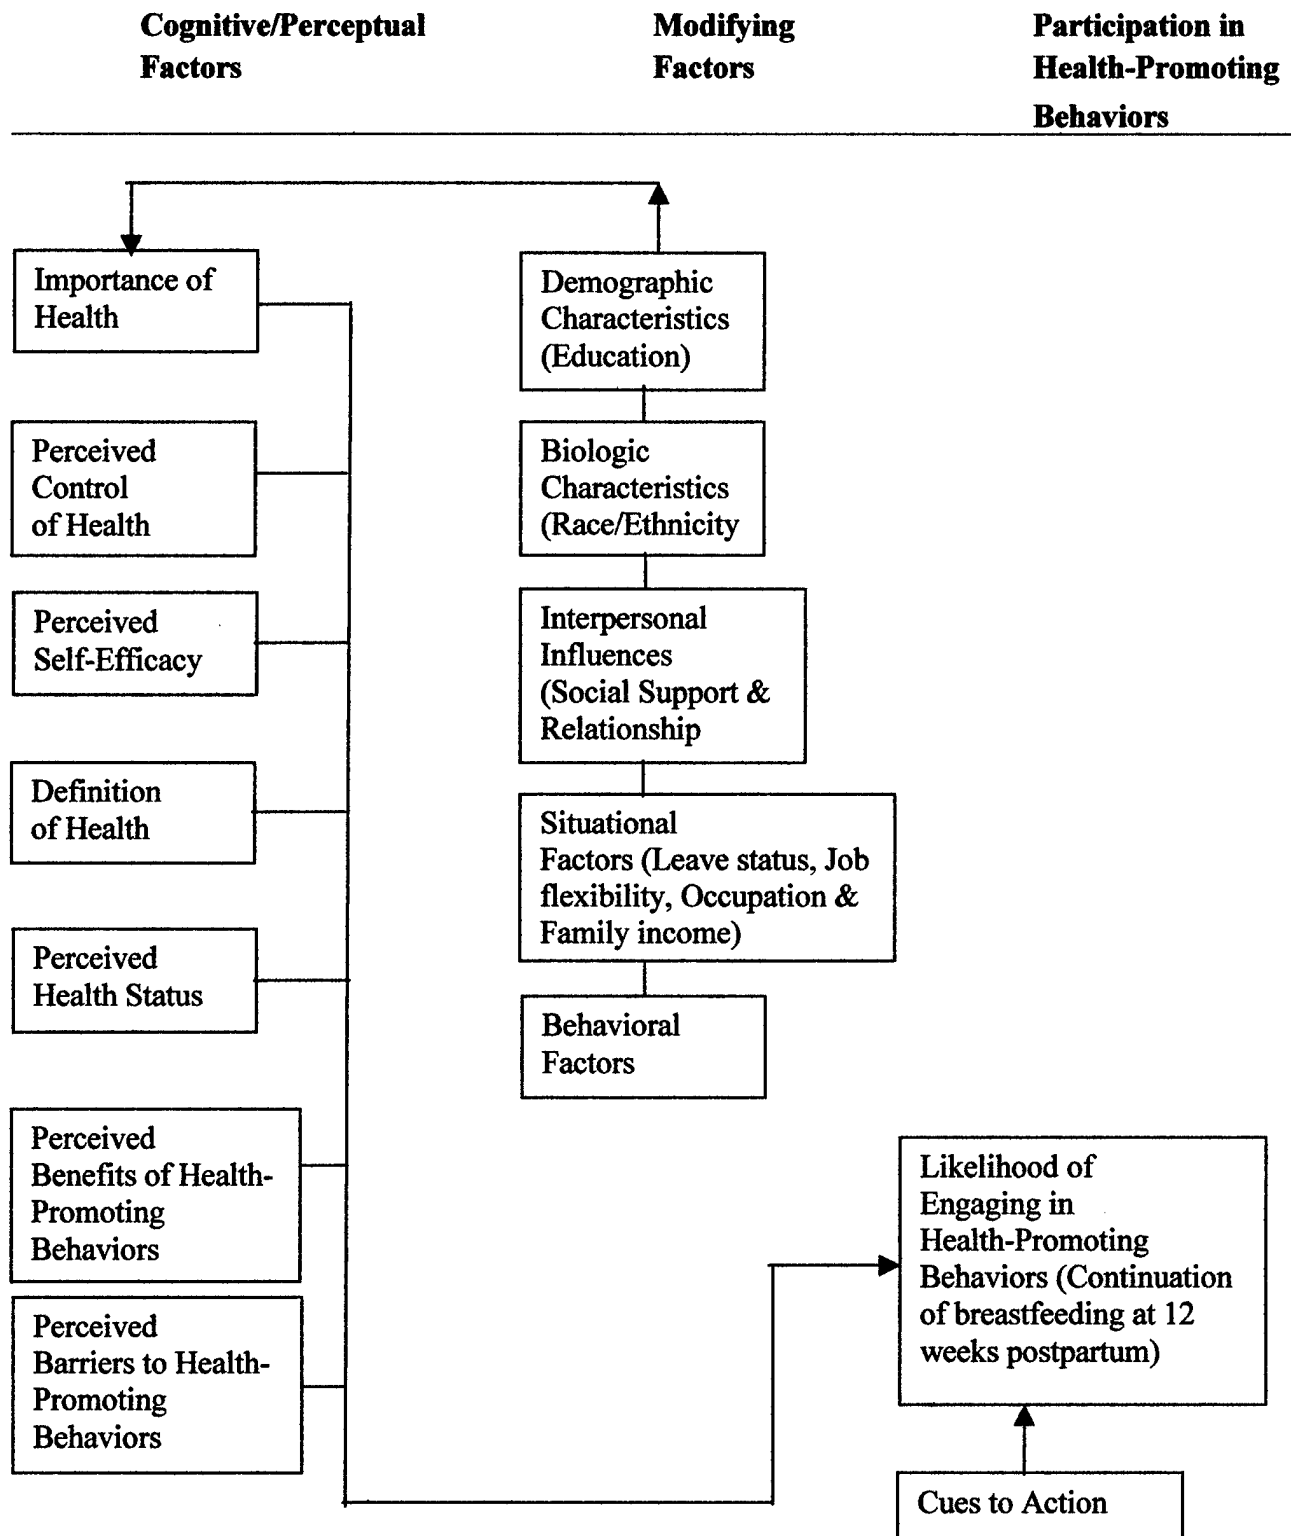 Cognitive/Perceptual
Factors
Modifying
Factors
Participation in
Health-Promoting
Behaviors
Importance of
Health
Perceived
Control
of Health
Perceived
Self-Efficacy
Definition
of Health
Perceived
Health Status
Perceived
Benefits of Health-
Promoting
Behaviors
Perceived
Barriers to Health-
Promoting
Behaviors
Demographic
Characteristics
(Education)
Biologic
Characteristics
(Race/Ethnicity
Interpersonal
Influences
(Social Support &
Relationship
Situational
Factors (Leave status, Job
flexibility, Occupation &
Family income)
Behavioral
Factors
Likelihood of
Engaging in
Health-Promoting
Behaviors (Continuation
of breastfeeding at 12
weeks postpartum)
Cues to Action